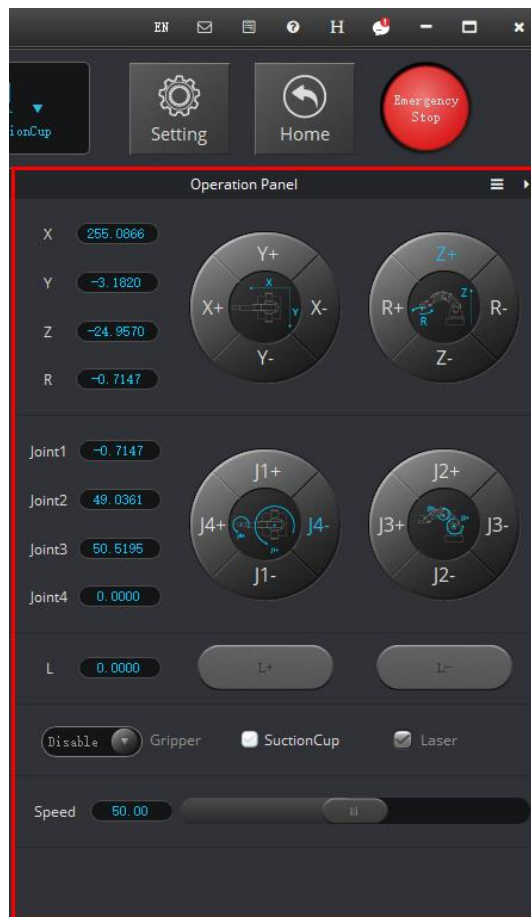 EN
H
ionCup
Setting
Home
Emergency
Stop
Operation Panel
X 255.0866
Y -3.1820
Z -24.9570
R -0.7147
Y+
X+ X-
Y-
X
Y
Z+
R+ R-
Z-
Z
R
Joint1 -0.7147
Joint2 49.0361
Joint3 50.5195
Joint4 0.0000
J1+
J4+ J4-
J1-
J2+
J3+ J3-
J2-
L 0.0000 L+ L-
Disable Gripper SuctionCup Laser
Speed 50.00